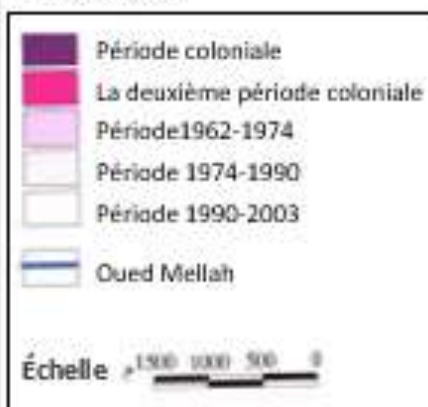 Période coloniale
La deuxième période coloniale
Période1962-1974
Période 1974-1990
Période 1990-2003
Oued Mellah
Échelle 1500 1000 500 0